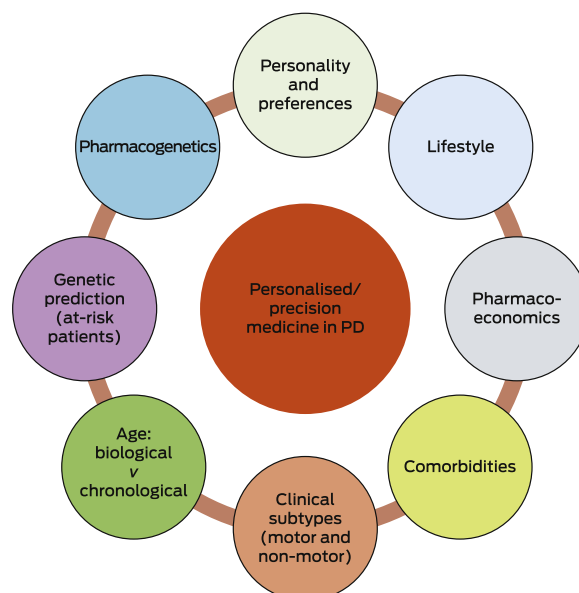 Personality
and
preferences
Lifestyle
Pharmaco-
economics
Comorbidities
Clinical
subtypes
(motor and
non-motor)
Age:
biological
v
chronological
Genetic
prediction
(at-risk
patients)
Pharmacogenetics
Personalised/
precision
medicine in PD